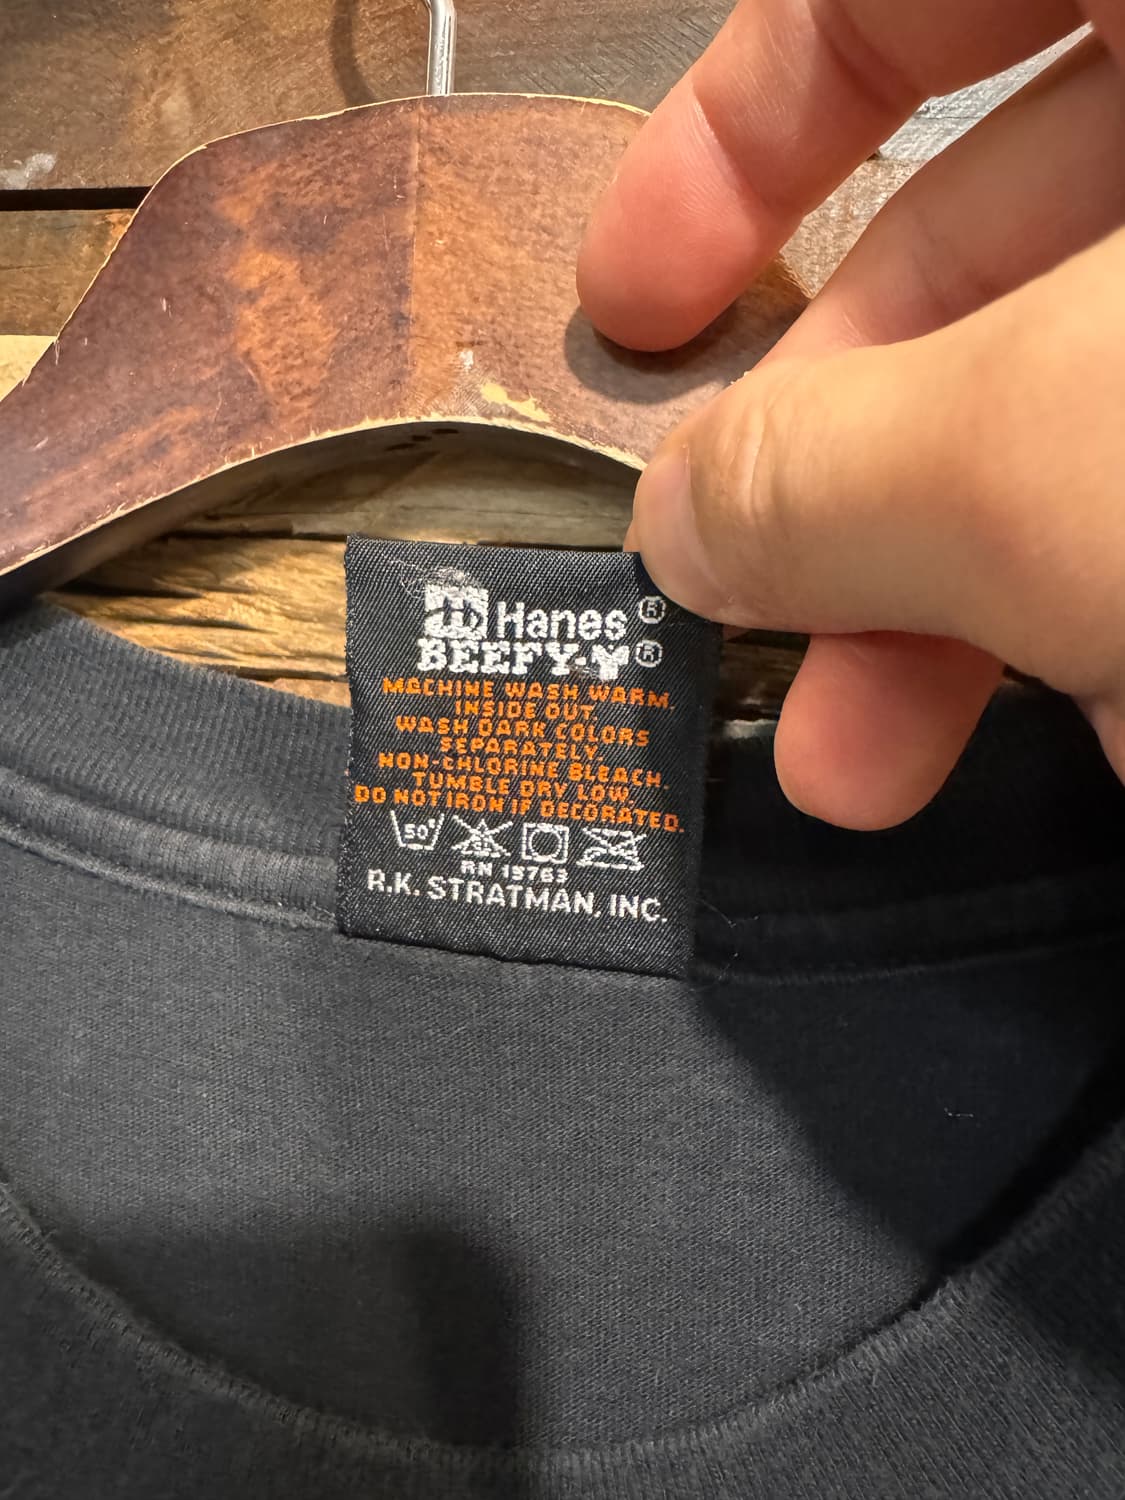 Hanes ®
BEEFY-T ®
MACHINE WASH WARM
INSIDE OUT.
WASH DARK COLORS
SEPARATELY.
NON-CHLORINE BLEACH.
TUMBLE DRY LOW.
DO NOT IRON IF DECORATED.
50°
RN 15763
R.K. STRATMAN, INC.